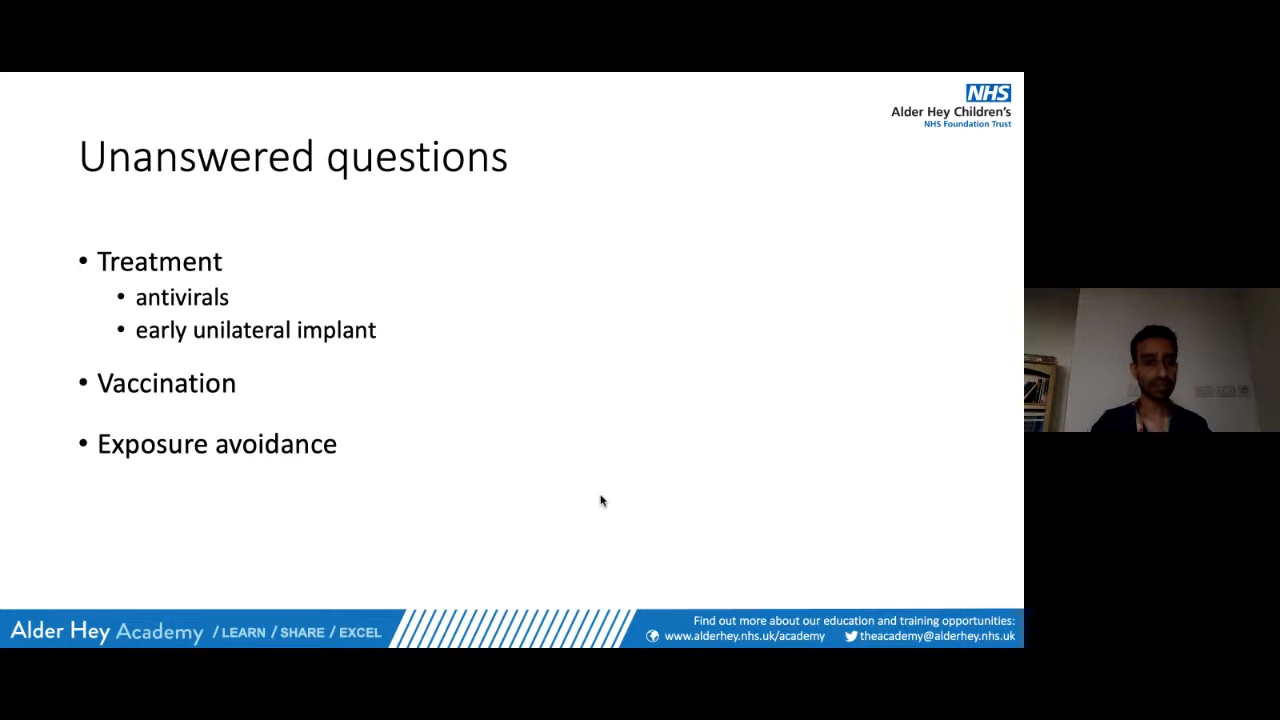 NHS
Alder Hey Children's
NHS Foundation Trust
Unanswered questions
• Treatment
• antivirals
• early unilateral implant
• Vaccination
• Exposure avoidance
Alder Hey Academy / LEARN / SHARE / EXCEL
Find out more about our education and training opportunities:
www.alderhey.nhs.uk/academy theacademy@alderhey.nhs.uk